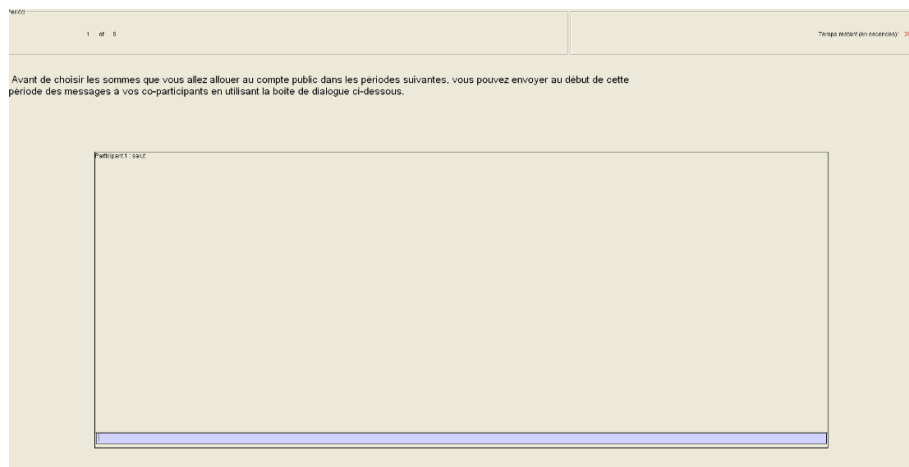 1 of 5
Temps restant (en secondes):
Avant de choisir les sommes que vous allez allouer au compte public dans les périodes suivantes, vous pouvez envoyer au début de cette
période des messages à vos co-participants en utilisant la boite de dialogue ci-dessous.
Participant 1 : salut